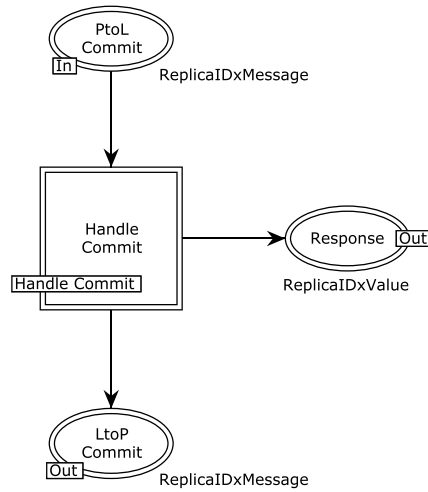 PtoL
Commit
In
ReplicaIDxMessage
Handle
Commit
Handle Commit
Response
Out
ReplicaIDxValue
LtoP
Commit
Out
ReplicaIDxMessage